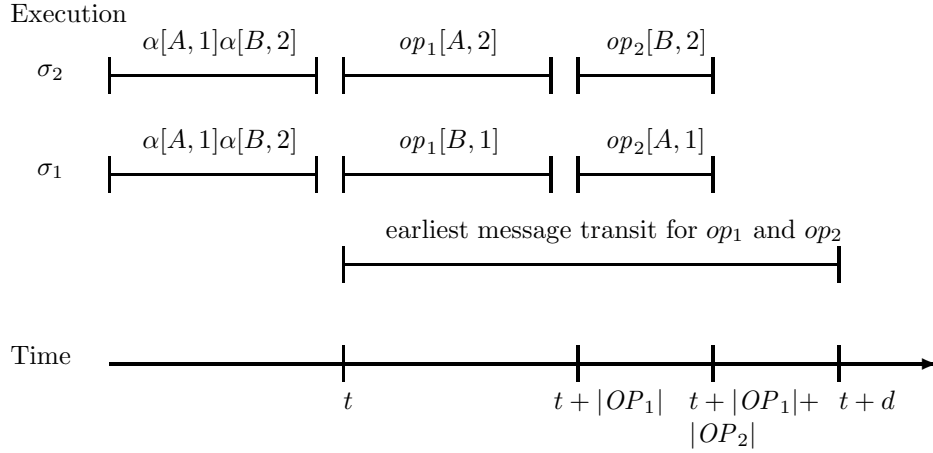 Execution
α[A, 1]α[B, 2] op₁[A, 2] op₂[B, 2]
σ₂
α[A, 1]α[B, 2] op₁[B, 1] op₂[A, 1]
σ₁
earliest message transit for op₁ and op₂
Time
t t + |OP₁| t + |OP₁|+ t + d
|OP₂|